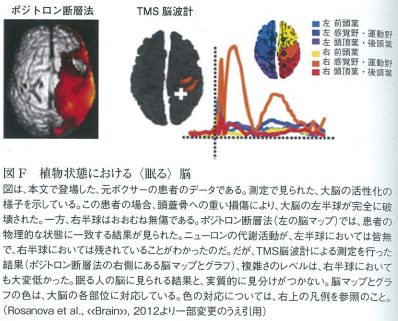 ポジトロン断層法
TMS 脳波計
左 前頭葉
左 感覚野・運動野
左 頭頂葉・後頭葉
右 前頭葉
右 感覚野・運動野
右 頭頂葉・後頭葉
図F 植物状態における〈眠る〉脳
図は、本文で登場した、元ボクサーの患者のデータである。測定で見られた、大脳の活性化の
様子を示している。この患者の場合、頭蓋骨への重い損傷により、大脳の左半球が完全に破
壊された。一方、右半球はおおむね無傷である。ポジトロン断層法(左の脳マップ)では、患者の
物理的な状態に一致する結果が見られた。ニューロンの代謝活動が、左半球においては皆無
で、右半球においては残されていることがわかったのだ。だが、TMS脳波計による測定を行った
結果(ポジトロン断層法の右側にある脳マップとグラフ)、複雑さのレベルは、右半球において
も大変低かった。眠る人の脳に見られる結果と、実質的に見分けがつかない。脳マップとグラ
フの色は、大脳の各部位に対応している。色の対応については、右上の凡例を参照のこと。
(Rosanova et al., <<Brain>>, 2012より一部変更のうえ引用)